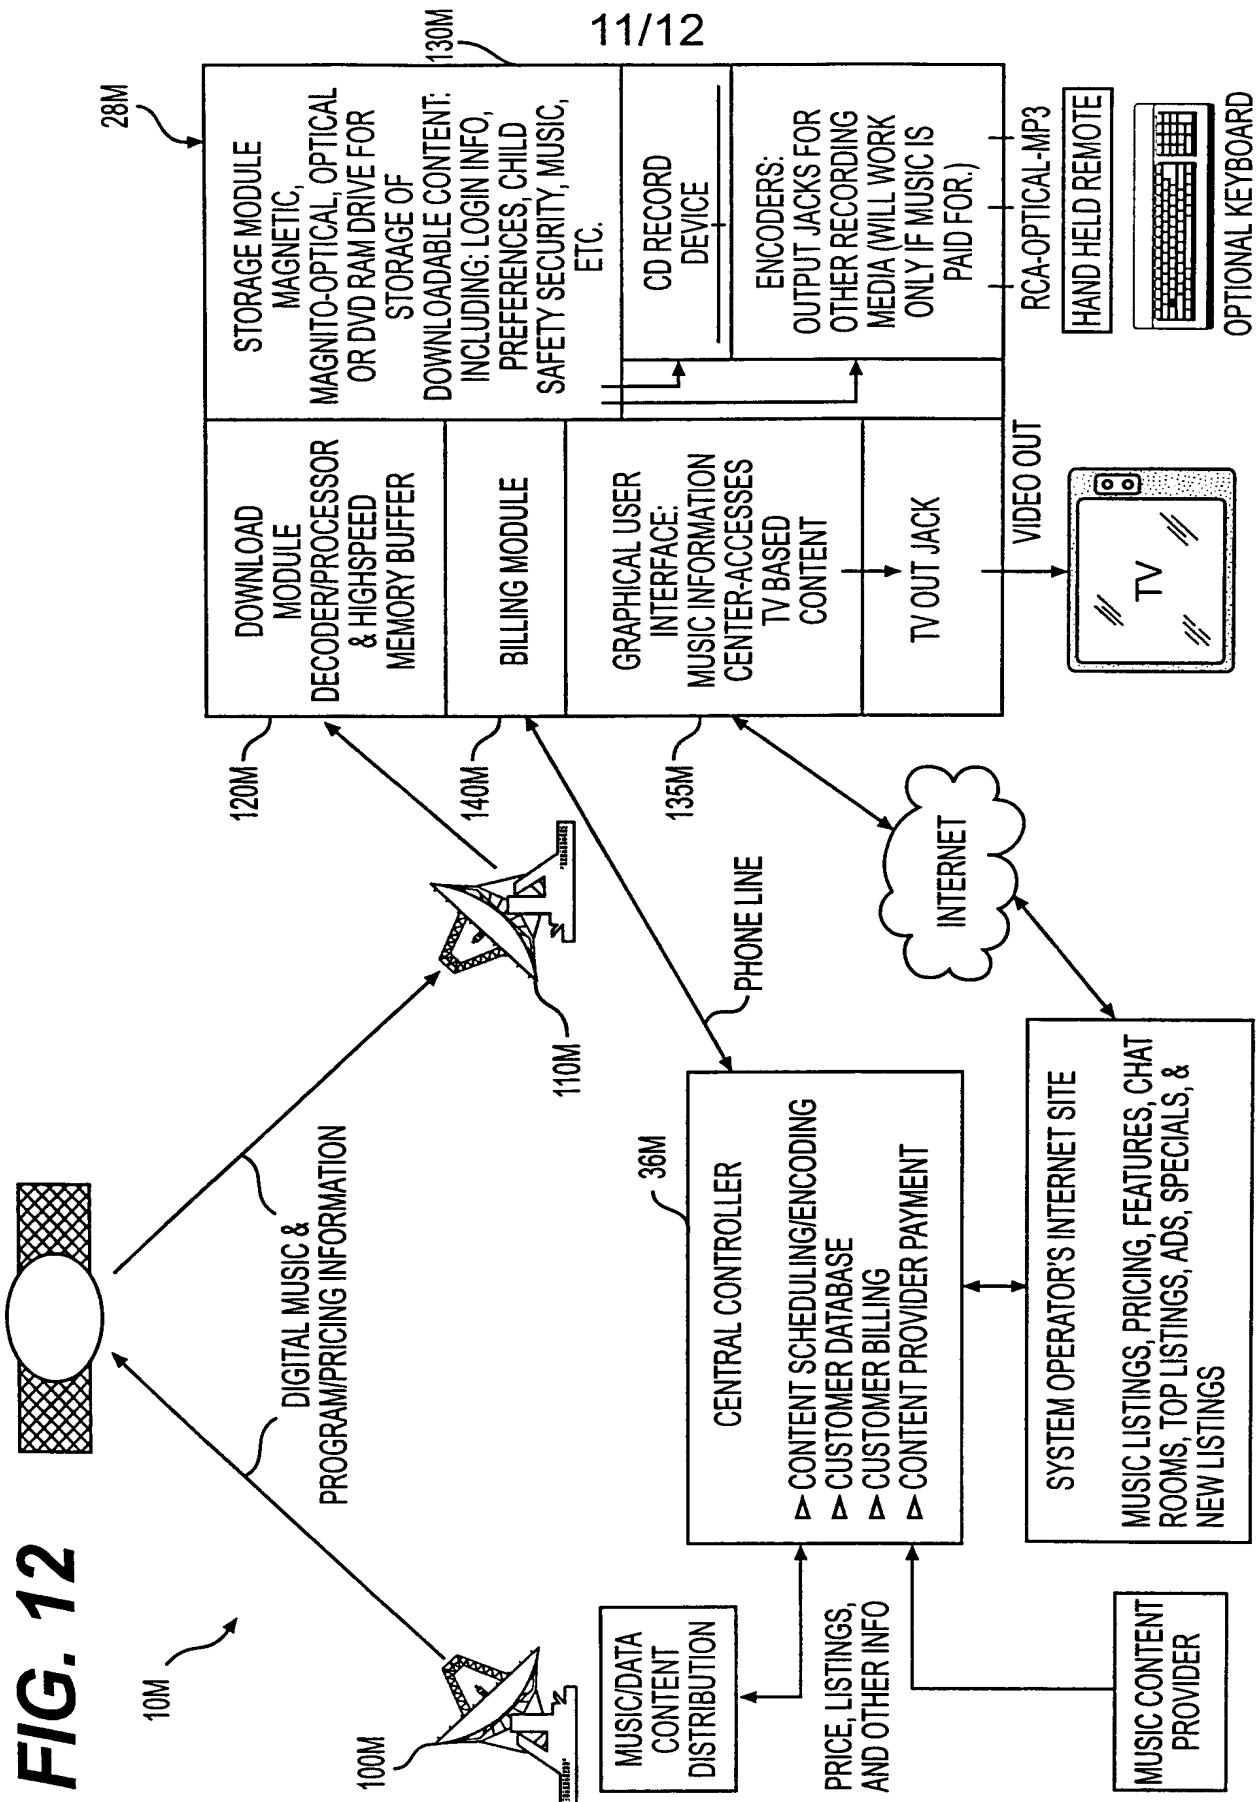 11/12
FIG. 12
10M
100M
DIGITAL MUSIC &
PROGRAM/PRICING INFORMATION
110M
28M
120M
DOWNLOAD
MODULE
DECODER/PROCESSOR
& HIGHSPEED
MEMORY BUFFER
140M
BILLING MODULE
135M
GRAPHICAL USER
INTERFACE:
MUSIC INFORMATION
CENTER-ACCESSES
TV BASED
CONTENT
TV OUT JACK
VIDEO OUT
TV
130M
STORAGE MODULE
MAGNETIC,
MAGNITO-OPTICAL, OPTICAL
OR DVD RAM DRIVE FOR
STORAGE OF
DOWNLOADABLE CONTENT:
INCLUDING: LOGIN INFO,
PREFERENCES, CHILD
SAFETY SECURITY, MUSIC,
ETC.
CD RECORD
DEVICE
ENCODERS:
OUTPUT JACKS FOR
OTHER RECORDING
MEDIA (WILL WORK
ONLY IF MUSIC IS
PAID FOR.)
RCA-OPTICAL-MP3
HAND HELD REMOTE
OPTIONAL KEYBOARD
MUSIC/DATA
CONTENT
DISTRIBUTION
PRICE, LISTINGS,
AND OTHER INFO
MUSIC CONTENT
PROVIDER
36M
CENTRAL CONTROLLER
▷ CONTENT SCHEDULING/ENCODING
▷ CUSTOMER DATABASE
▷ CUSTOMER BILLING
▷ CONTENT PROVIDER PAYMENT
PHONE LINE
INTERNET
SYSTEM OPERATOR'S INTERNET SITE
MUSIC LISTINGS, PRICING, FEATURES, CHAT
ROOMS, TOP LISTINGS, ADS, SPECIALS, &
NEW LISTINGS